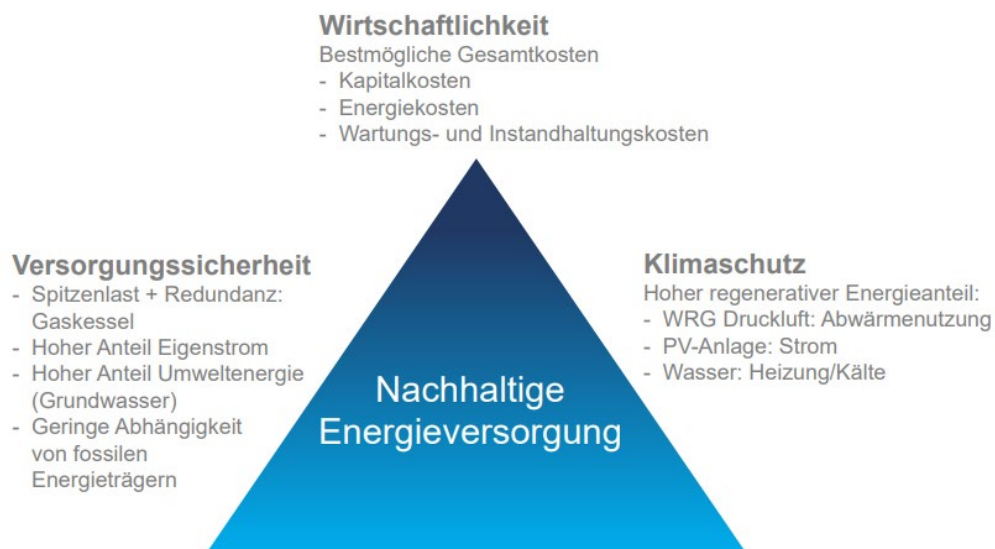 Wirtschaftlichkeit
Bestmögliche Gesamtkosten
- Kapitalkosten
- Energiekosten
- Wartungs- und Instandhaltungskosten
Versorgungssicherheit
- Spitzenlast + Redundanz:
Gaskessel
- Hoher Anteil Eigenstrom
- Hoher Anteil Umweltenergie
(Grundwasser)
- Geringe Abhängigkeit
von fossilen
Energieträgern
Klimaschutz
Hoher regenerativer Energieanteil:
- WRG Druckluft: Abwärmenutzung
- PV-Anlage: Strom
- Wasser: Heizung/Kälte
Nachhaltige
Energieversorgung